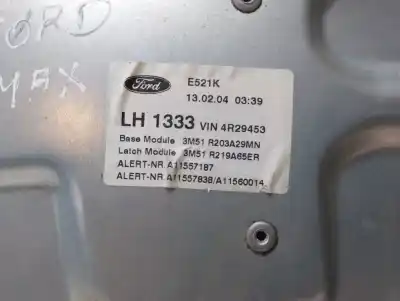 FORD
MAX
Ford
E521K
13.02.04 03:39
LH 1333 VIN 4R29453
Base Module 3M51 R203A29MN
Latch Module 3M51 R219A65ER
ALERT-NR. A11557187
ALERT-NR. A11557838/A11560014